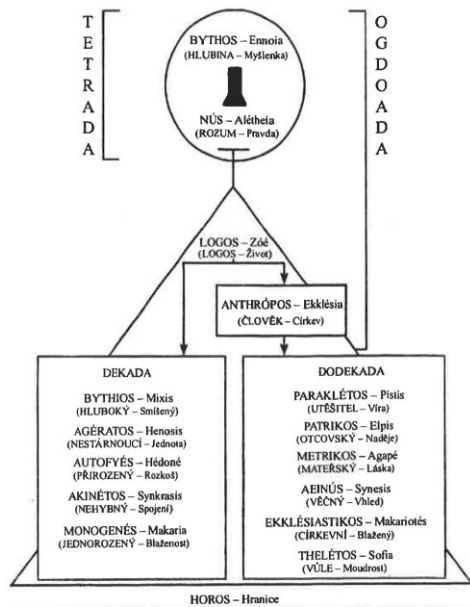 TETRADA
OGDOADA
BYTHOS – Ennoia
(HLUBINA – Myšlenka)
NÚS – Alétheia
(ROZUM – Pravda)
LOGOS – Zóé
(LOGOS – Život)
ANTHRÓPOS – Ekklésia
(ČLOVĚK – Církev)
DEKADA
BYTHIOS – Mixis
(HLUBOKÝ – Smíšený)
AGÉRATOS – Henosis
(NESTÁRNOUCÍ – Jednota)
AUTOFYÉS – Hédoné
(PŘIROZENÝ – Rozkoš)
AKINÉTOS – Synkrasis
(NEHYBNÝ – Spojení)
MONOGENÉS – Makaria
(JEDNOROZENÝ – Blaženost)
DODEKADA
PARAKLÉTOS – Pistis
(UTĚŠITEL – Víra)
PATRIKOS – Elpis
(OTCOVSKÝ – Naděje)
METRIKOS – Agapé
(MATEŘSKÝ – Láska)
AEINÚS – Synesis
(VĚČNÝ – Vhled)
EKKLÉSIASTIKOS – Makariotés
(CÍRKEVNÍ – Blažený)
THELÉTOS – Sofia
(VŮLE – Moudrost)
HOROS – Hranice